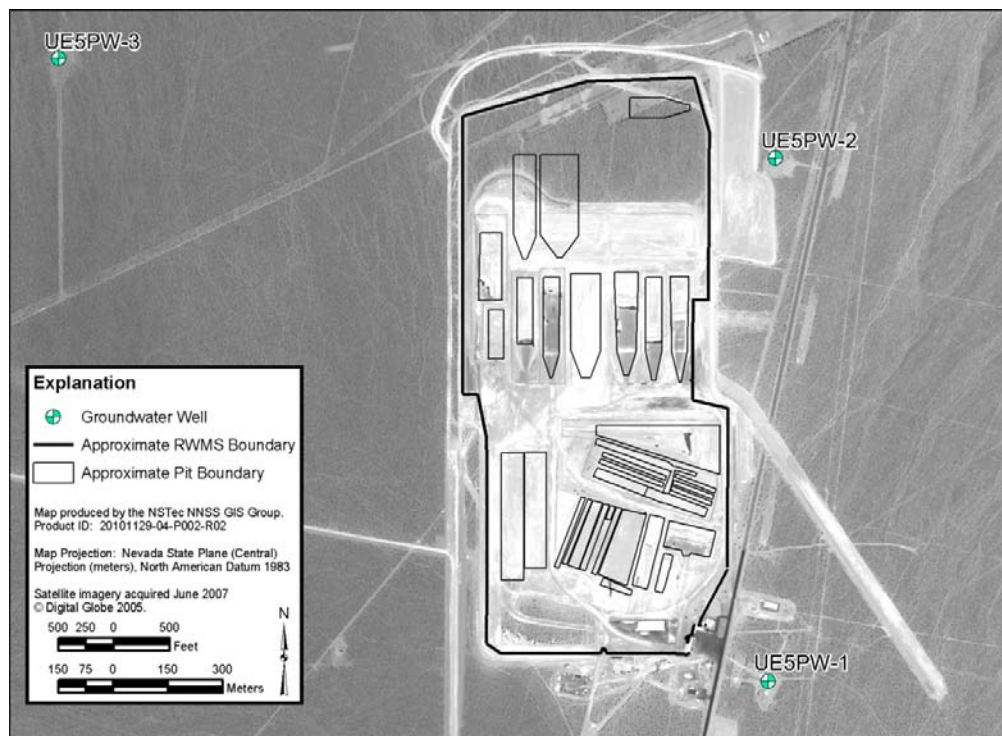 UE5PW-3
UE5PW-2
Explanation
Groundwater Well
Approximate RWMS Boundary
Approximate Pit Boundary
Map produced by the NSTec NNSS GIS Group.
Product ID: 20101129-04-P002-R02
Map Projection: Nevada State Plane (Central)
Projection (meters), North American Datum 1983
Satellite imagery acquired June 2007
© Digital Globe 2005.
N
500 250 0 500
Feet
150 75 0 150 300
Meters
UE5PW-1